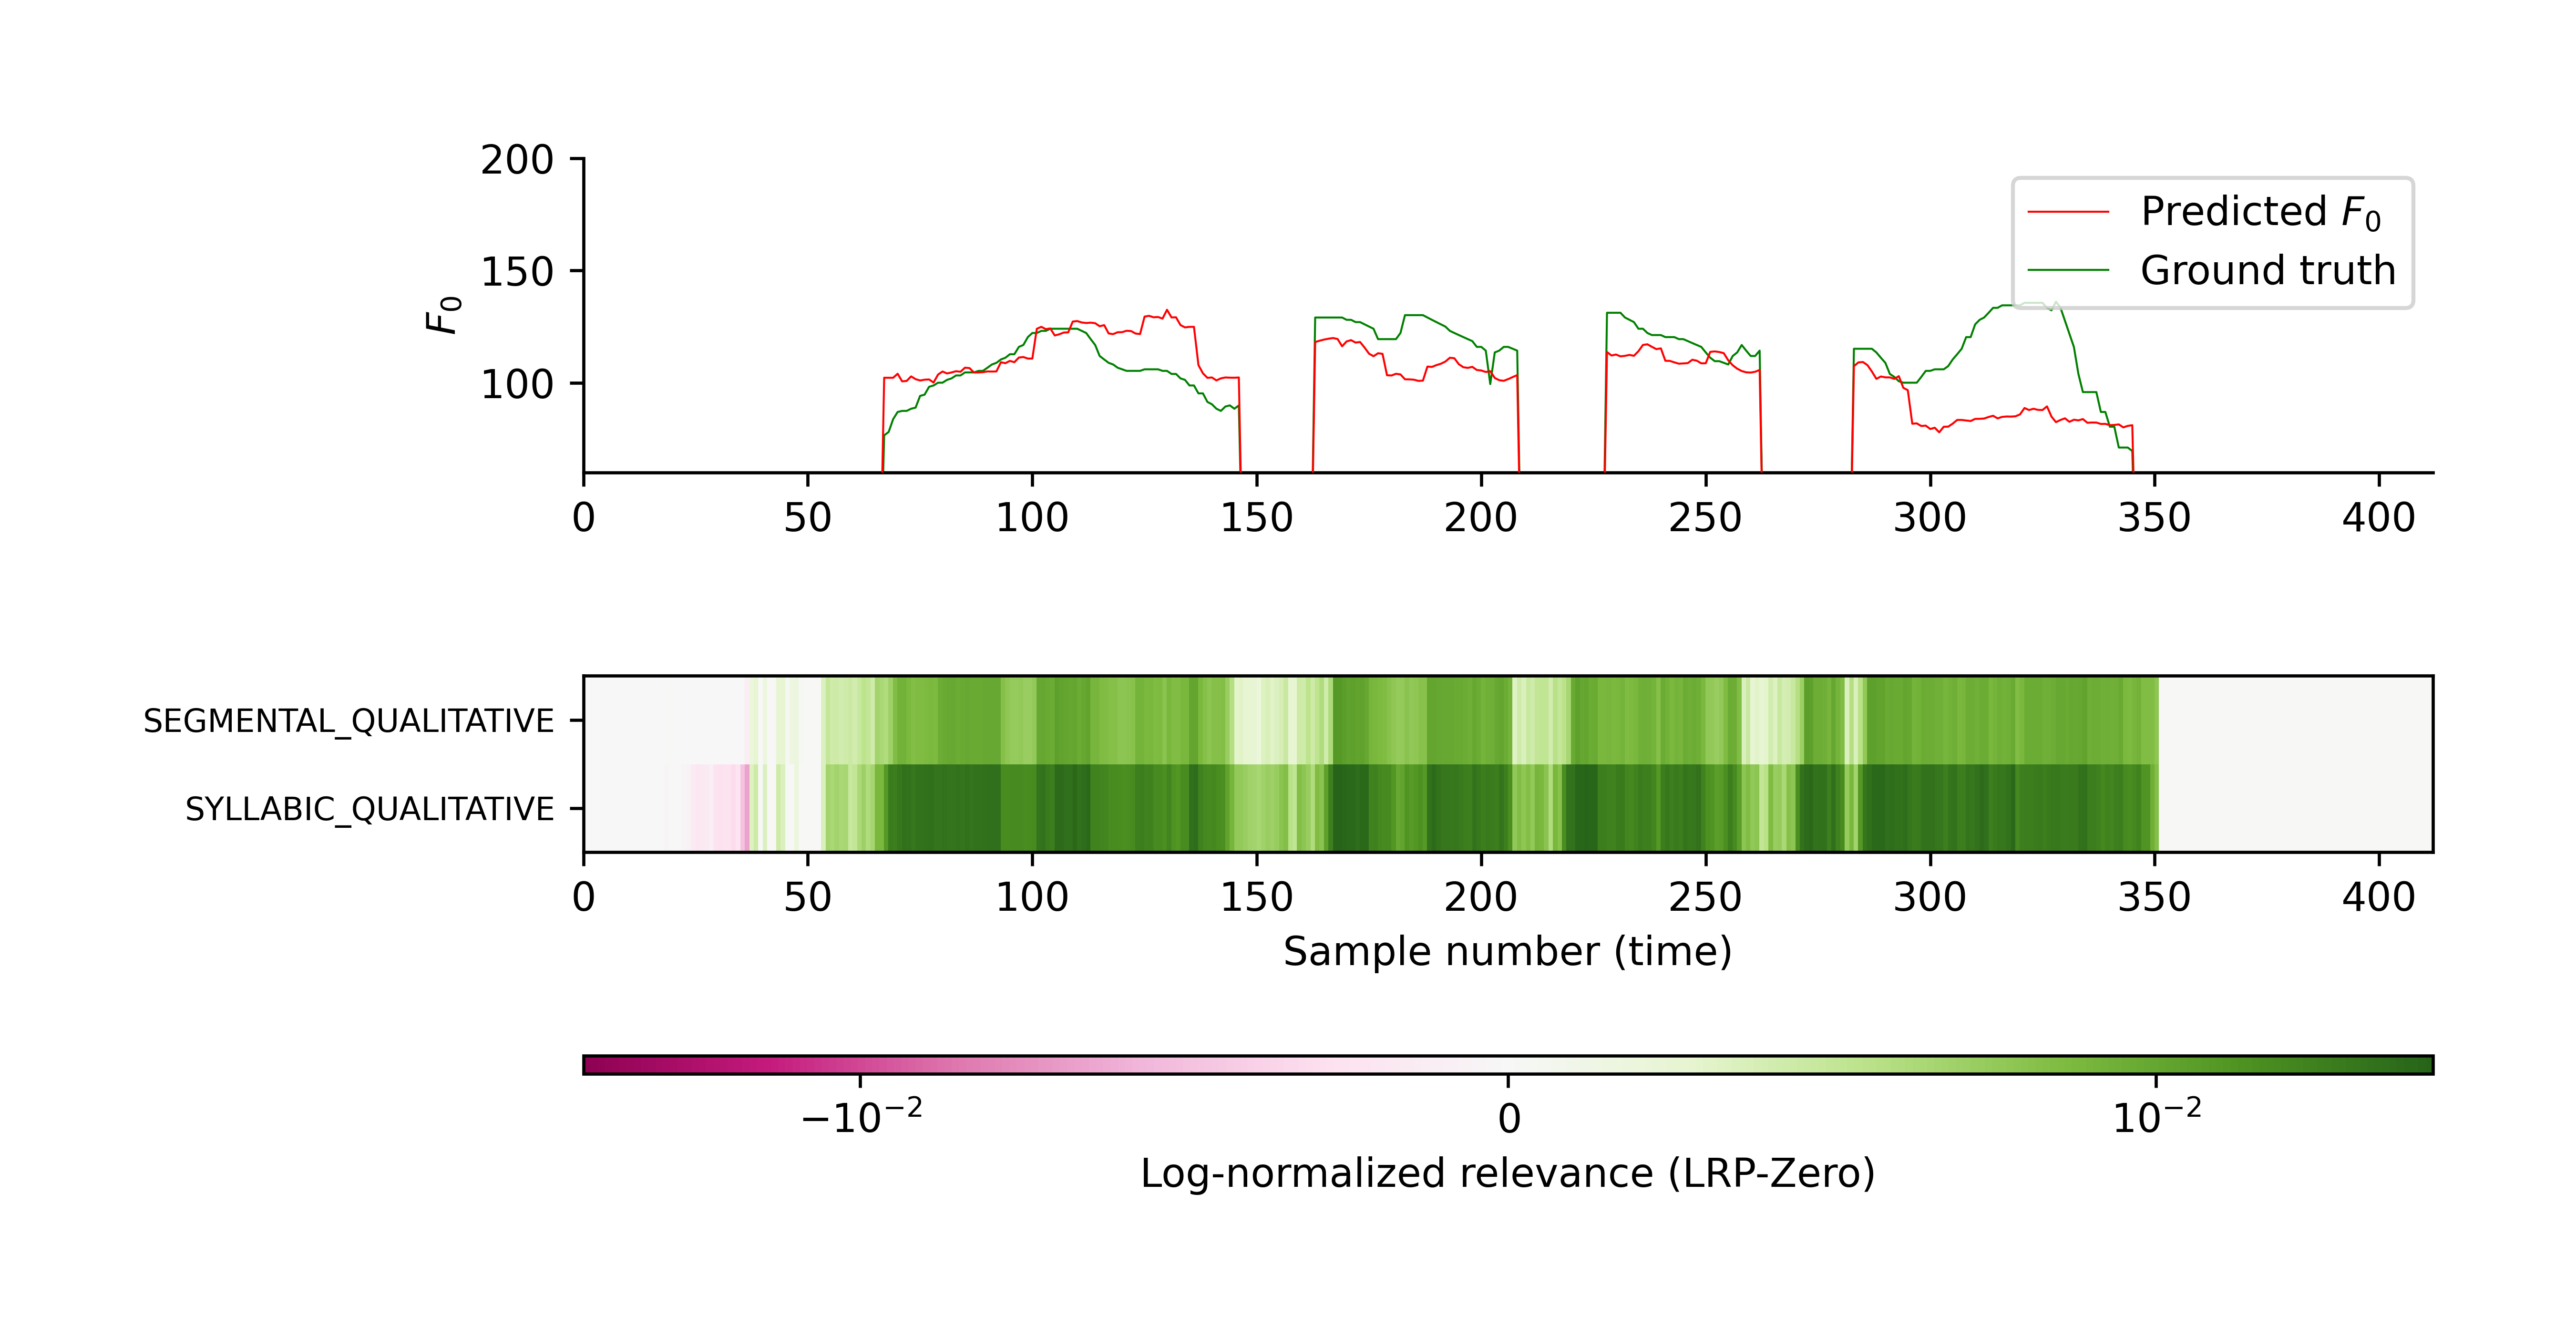 200
150
100
F₀
Predicted F₀
Ground truth
0 50 100 150 200 250 300 350 400
SEGMENTAL_QUALITATIVE
SYLLABIC_QUALITATIVE
0 50 100 150 200 250 300 350 400
Sample number (time)
−10⁻² 0 10⁻²
Log-normalized relevance (LRP-Zero)